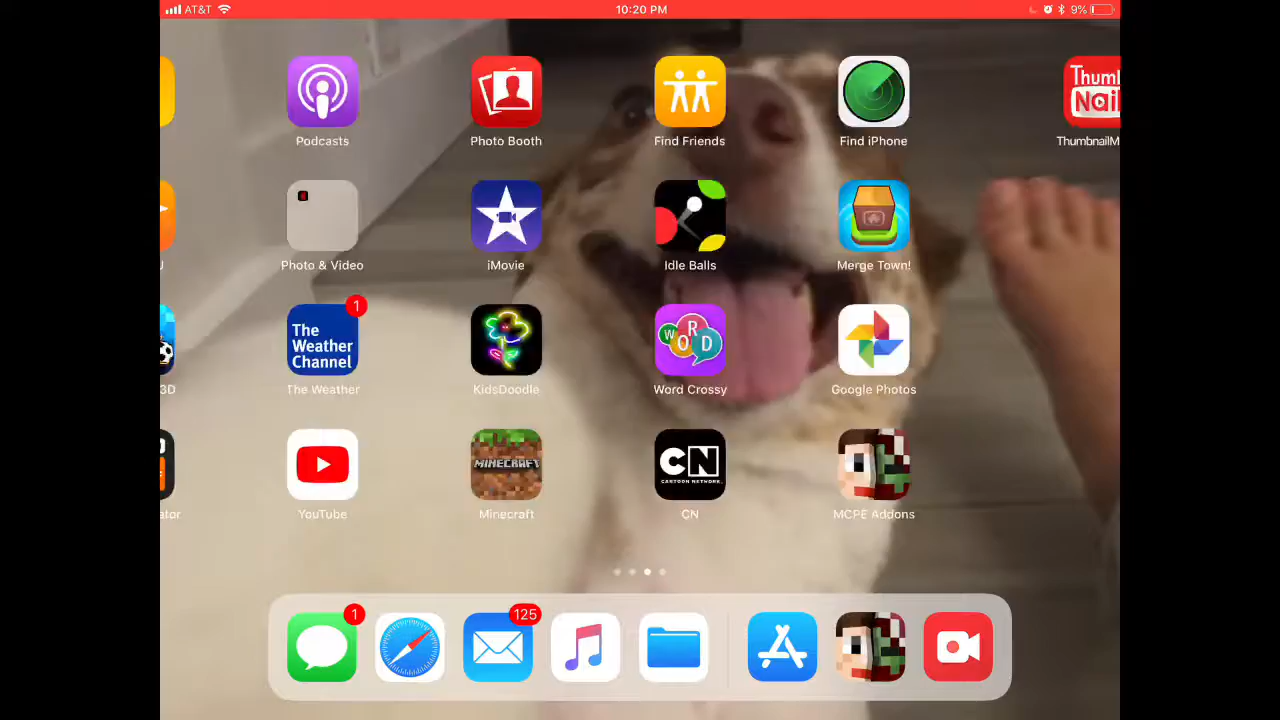 AT&T
10:20 PM
9%
Podcasts
Photo Booth
Find Friends
Find iPhone
Thumb
Nail
ThumbnailM
Photo & Video
iMovie
Idle Balls
Merge Town!
1
The
Weather
Channel
W
O
R
D
3D
The Weather
KidsDoodle
Word Crossy
Google Photos
MINECRAFT
CN
CARTOON NETWORK
ator
YouTube
Minecraft
CN
MCPE Addons
1
125